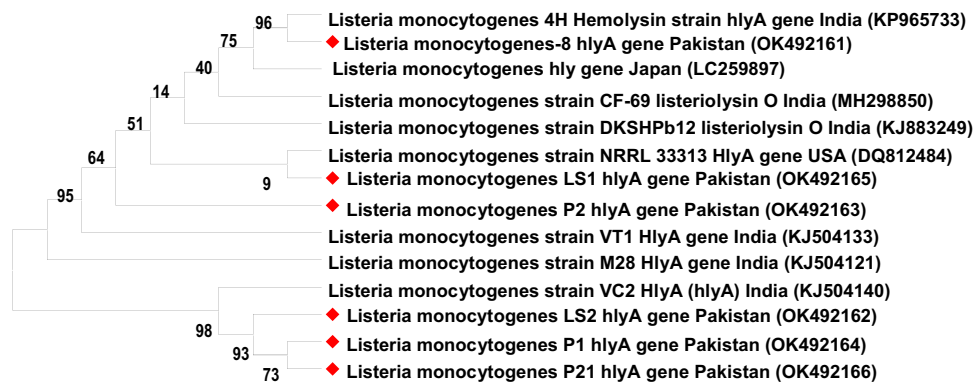 Listeria monocytogenes 4H Hemolysin strain hlyA gene India (KP965733)
96
Listeria monocytogenes-8 hlyA gene Pakistan (OK492161)
75
Listeria monocytogenes hly gene Japan (LC259897)
40
Listeria monocytogenes strain CF-69 listeriolysin O India (MH298850)
14
Listeria monocytogenes strain DKSHPb12 listeriolysin O India (KJ883249)
51
Listeria monocytogenes strain NRRL 33313 HlyA gene USA (DQ812484)
64
Listeria monocytogenes LS1 hlyA gene Pakistan (OK492165)
9
95
Listeria monocytogenes P2 hlyA gene Pakistan (OK492163)
Listeria monocytogenes strain VT1 HlyA gene India (KJ504133)
Listeria monocytogenes strain M28 HlyA gene India (KJ504121)
Listeria monocytogenes strain VC2 HlyA (hlyA) India (KJ504140)
Listeria monocytogenes LS2 hlyA gene Pakistan (OK492162)
98
Listeria monocytogenes P1 hlyA gene Pakistan (OK492164)
93
Listeria monocytogenes P21 hlyA gene Pakistan (OK492166)
73